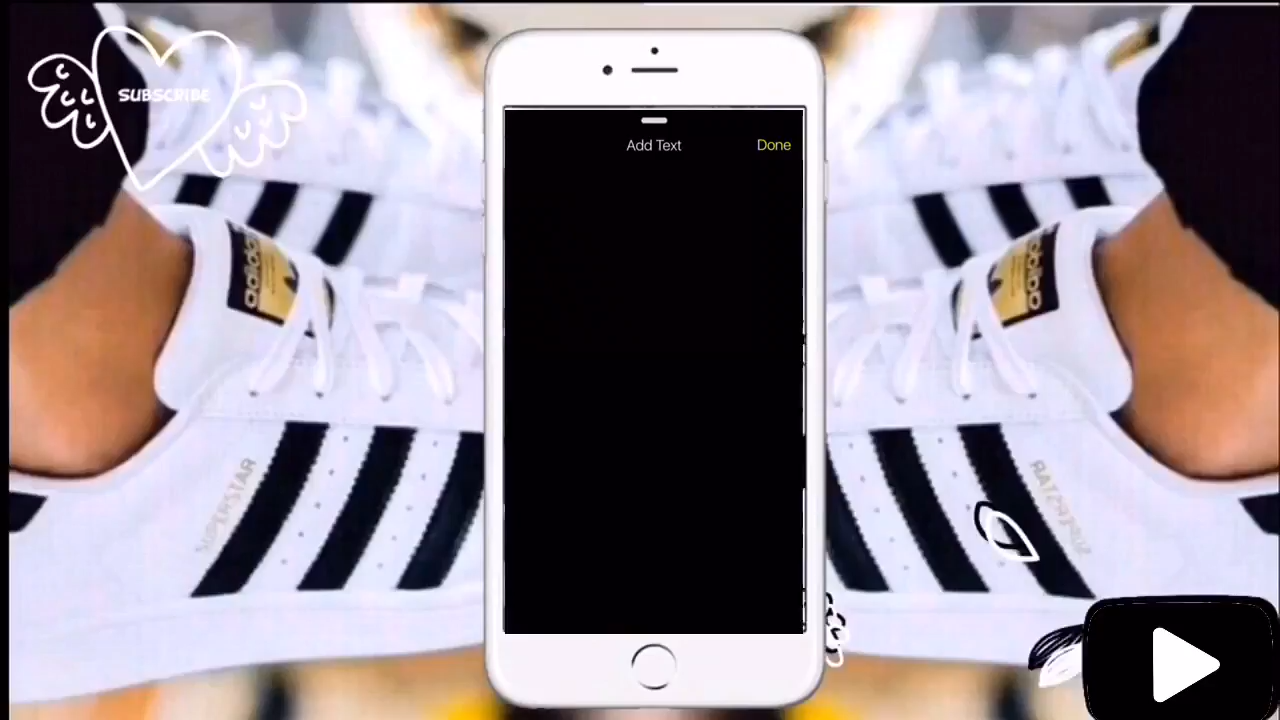 SUBSCRIBE
Add Text
Done
adidas
SUPERSTAR
adidas
SUPERSTAR